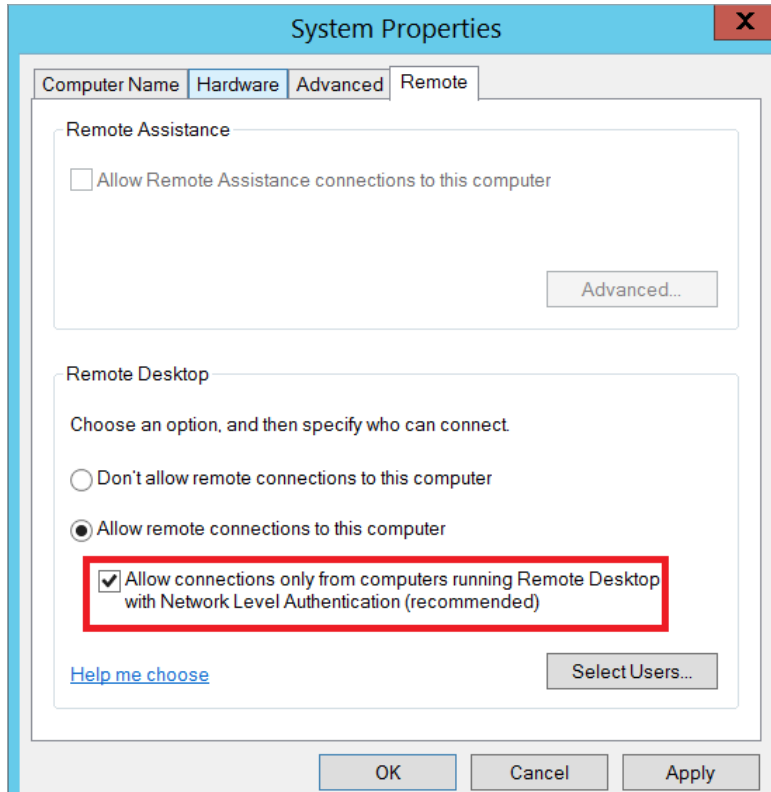 System Properties
X
Computer Name Hardware Advanced Remote
Remote Assistance
Allow Remote Assistance connections to this computer
Advanced...
Remote Desktop
Choose an option, and then specify who can connect.
Don't allow remote connections to this computer
Allow remote connections to this computer
Allow connections only from computers running Remote Desktop
with Network Level Authentication (recommended)
Help me choose
Select Users...
OK Cancel Apply